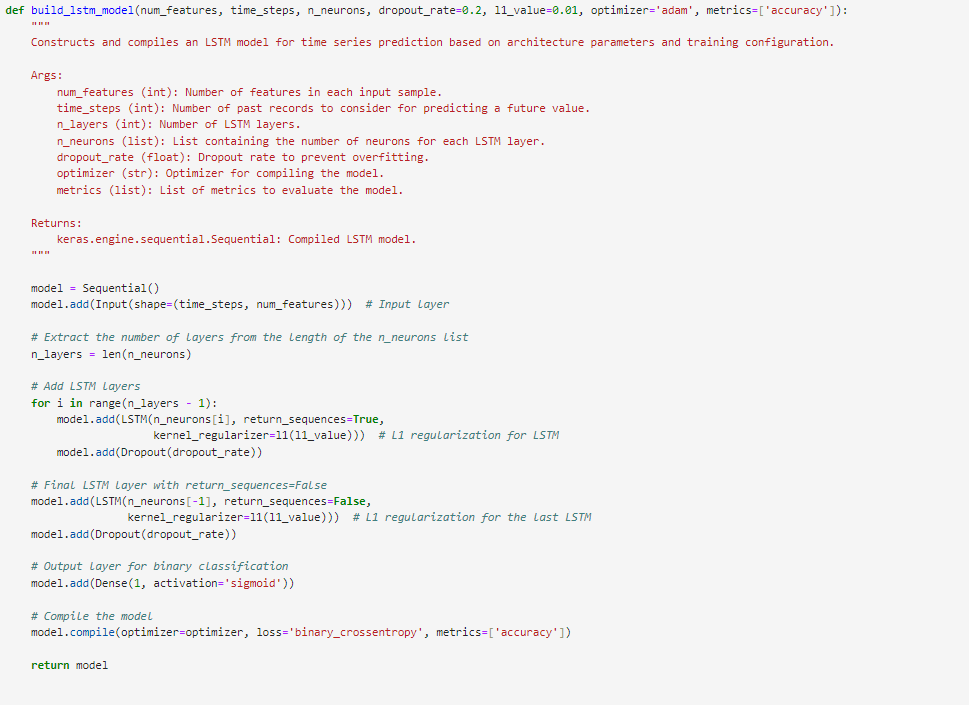 def build_lstm_model(num_features, time_steps, n_neurons, dropout_rate=0.2, l1_value=0.01, optimizer='adam', metrics=['accuracy']):
    """
    Constructs and compiles an LSTM model for time series prediction based on architecture parameters and training configuration.

    Args:
        num_features (int): Number of features in each input sample.
        time_steps (int): Number of past records to consider for predicting a future value.
        n_layers (int): Number of LSTM layers.
        n_neurons (list): List containing the number of neurons for each LSTM layer.
        dropout_rate (float): Dropout rate to prevent overfitting.
        optimizer (str): Optimizer for compiling the model.
        metrics (list): List of metrics to evaluate the model.

    Returns:
        keras.engine.sequential.Sequential: Compiled LSTM model.
    """

    model = Sequential()
    model.add(Input(shape=(time_steps, num_features)))  # Input layer

    # Extract the number of layers from the length of the n_neurons list
    n_layers = len(n_neurons)

    # Add LSTM layers
    for i in range(n_layers - 1):
        model.add(LSTM(n_neurons[i], return_sequences=True,
                       kernel_regularizer=l1(l1_value)))  # L1 regularization for LSTM
        model.add(Dropout(dropout_rate))

    # Final LSTM layer with return_sequences=False
    model.add(LSTM(n_neurons[-1], return_sequences=False,
                   kernel_regularizer=l1(l1_value)))  # L1 regularization for the last LSTM
    model.add(Dropout(dropout_rate))

    # Output layer for binary classification
    model.add(Dense(1, activation='sigmoid'))

    # Compile the model
    model.compile(optimizer=optimizer, loss='binary_crossentropy', metrics=['accuracy'])

    return model